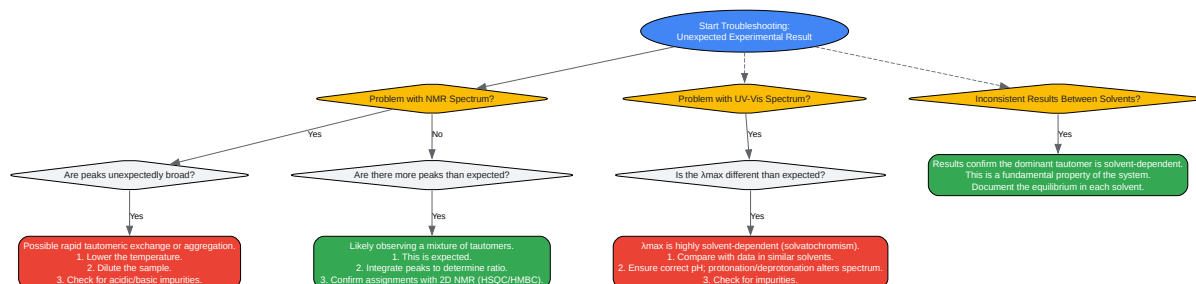 Start Troubleshooting:
Unexpected Experimental Result
Problem with NMR Spectrum?
Problem with UV-Vis Spectrum?
Inconsistent Results Between Solvents?
Yes
No
Yes
Yes
Are peaks unexpectedly broad?
Are there more peaks than expected?
Is the λmax different than expected?
Results confirm the dominant tautomer is solvent-dependent.
This is a fundamental property of the system.
Document the equilibrium in each solvent.
Yes
Yes
Yes
Possible rapid tautomeric exchange or aggregation.
1. Lower the temperature.
2. Dilute the sample.
3. Check for acidic/basic impurities.
Likely observing a mixture of tautomers.
1. This is expected.
2. Integrate peaks to determine ratio.
3. Confirm assignments with 2D NMR (HSQC/HMBC).
λmax is highly solvent-dependent (solvatochromism).
1. Compare with data in similar solvents.
2. Ensure correct pH; protonation/deprotonation alters spectrum.
3. Check for impurities.